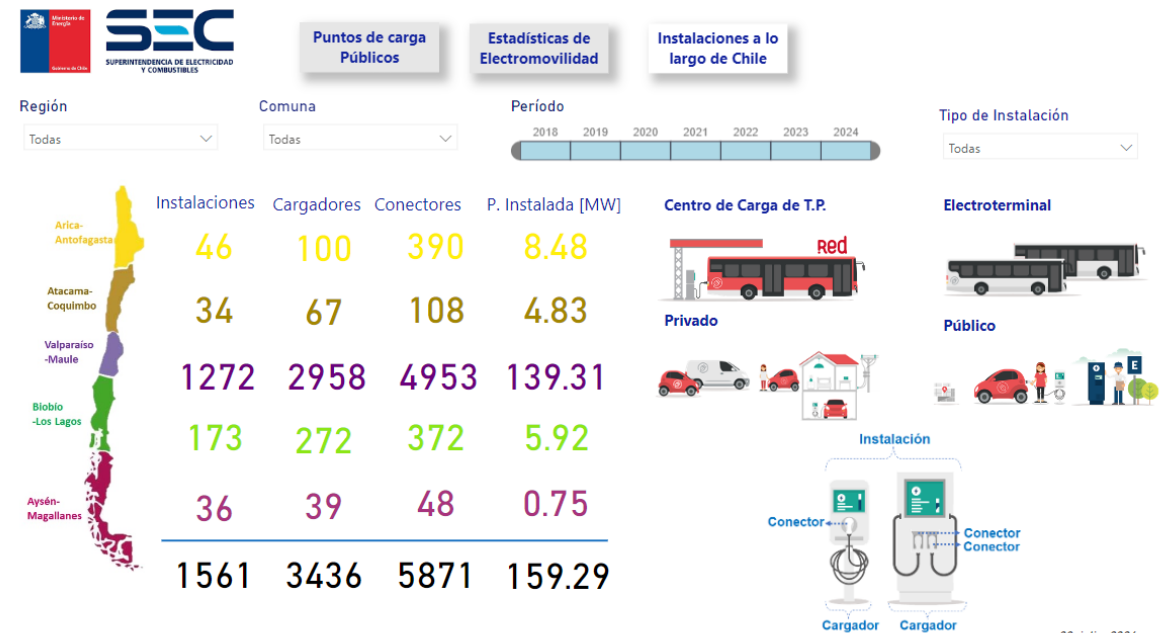 Ministerio de
Energía
Gobierno de Chile
SEC
SUPERINTENDENCIA DE ELECTRICIDAD
Y COMBUSTIBLES
Puntos de carga
Públicos
Estadísticas de
Electromovilidad
Instalaciones a lo
largo de Chile
Región
Todas
Comuna
Todas
Período
2018 2019 2020 2021 2022 2023 2024
Tipo de Instalación
Todas
Instalaciones Cargadores Conectores P. Instalada [MW]
Arica-
Antofagasta
46 100 390 8.48
Atacama-
Coquimbo
34 67 108 4.83
Valparaíso
-Maule
1272 2958 4953 139.31
Biobío
-Los Lagos
173 272 372 5.92
Aysén-
Magallanes
36 39 48 0.75
1561 3436 5871 159.29
Centro de Carga de T.P.
Red
Electroterminal
Privado
Público
E
Instalación
Conector
Conector
Conector
Cargador Cargador